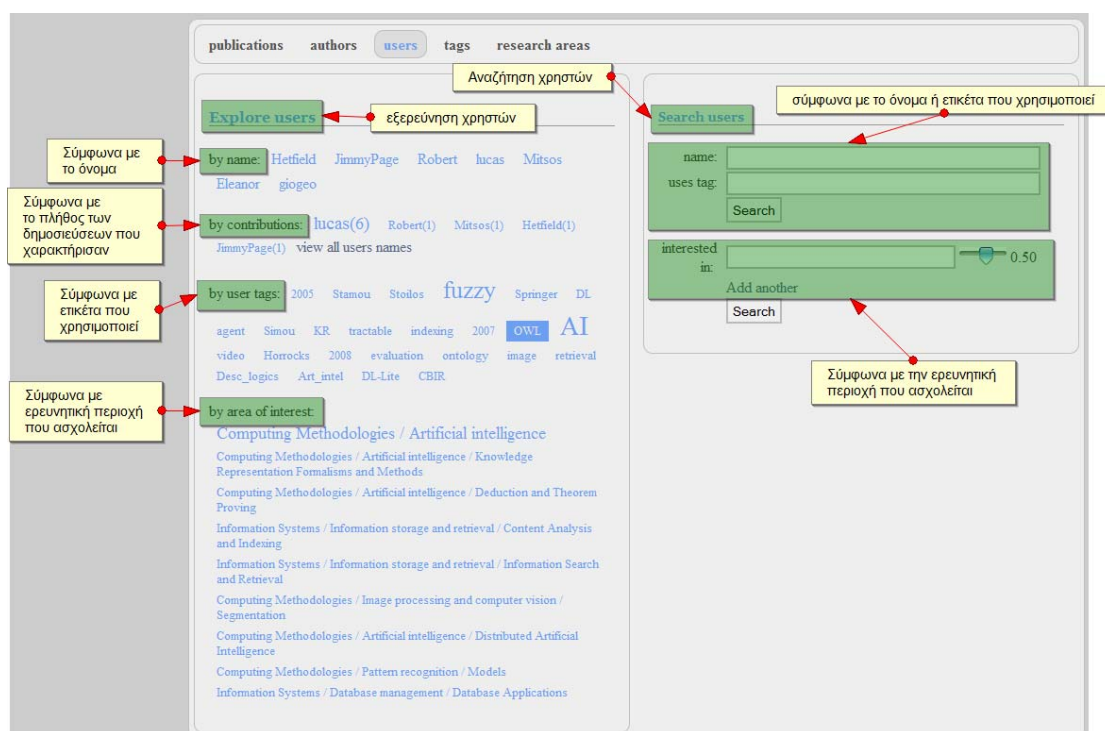 publications authors users tags research areas
Αναζήτηση χρηστών
Explore users
εξερεύνηση χρηστών
Σύμφωνα με
το όνομα
by name: Hetfield JimmyPage Robert lucas Mitsos
Eleanor giogeo
Σύμφωνα με
το πλήθος των
δημοσιεύσεων που
χαρακτήρισαν
by contributions: lucas(6) Robert(1) Mitsos(1) Hetfield(1)
JimmyPage(1) view all users names
Σύμφωνα με
ετικέτα που
χρησιμοποιεί
by user tags: 2005 Stamou Stoilos fuzzy Springer DL
agent Simou KR tractable indexing 2007 OWL AI
video Horrocks 2008 evaluation ontology image retrieval
Desc_logics Art_intel DL-Lite CBIR
Σύμφωνα με
ερευνητική περιοχή
που ασχολείται
by area of interest:
Computing Methodologies / Artificial intelligence
Computing Methodologies / Artificial intelligence / Knowledge
Representation Formalisms and Methods
Computing Methodologies / Artificial intelligence / Deduction and Theorem
Proving
Information Systems / Information storage and retrieval / Content Analysis
and Indexing
Information Systems / Information storage and retrieval / Information Search
and Retrieval
Computing Methodologies / Image processing and computer vision /
Segmentation
Computing Methodologies / Artificial intelligence / Distributed Artificial
Intelligence
Computing Methodologies / Pattern recognition / Models
Information Systems / Database management / Database Applications
σύμφωνα με το όνομα ή ετικέτα που χρησιμοποιεί
Search users
name:
uses tag:
Search
interested
in:
0.50
Add another
Search
Σύμφωνα με την ερευνητική
περιοχή που ασχολείται